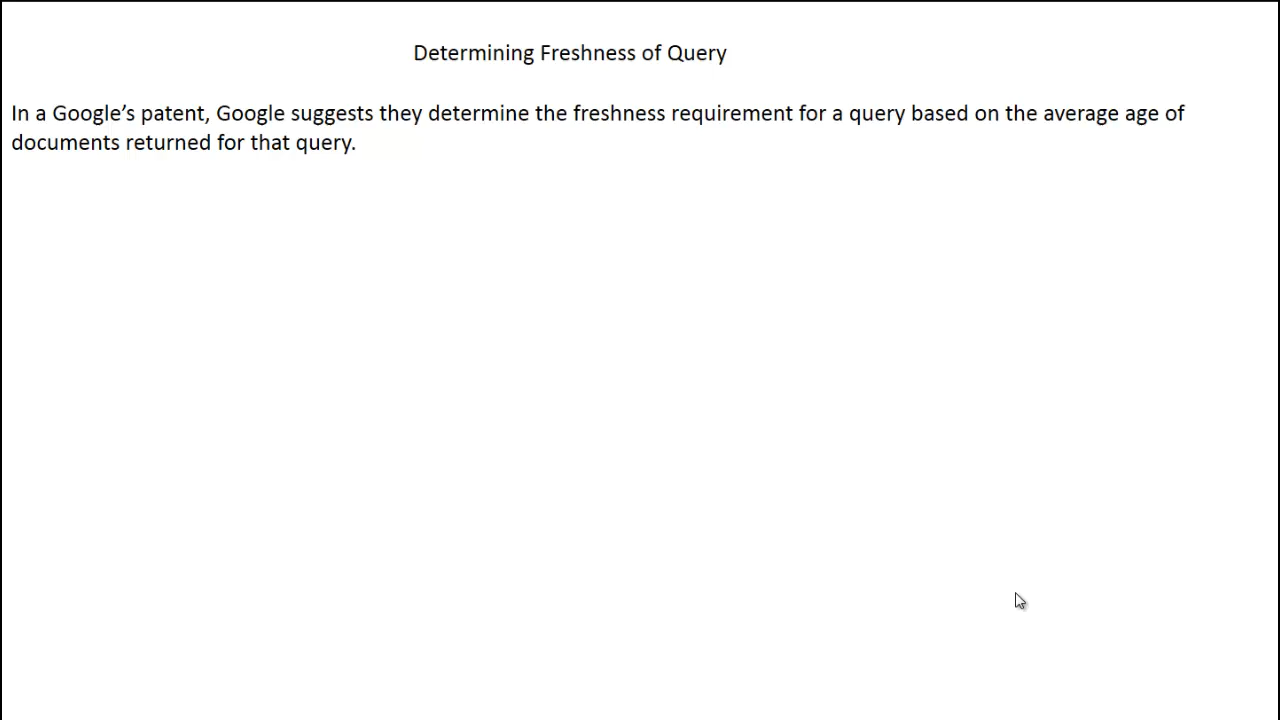 Determining Freshness of Query
In a Google’s patent, Google suggests they determine the freshness requirement for a query based on the average age of
documents returned for that query.